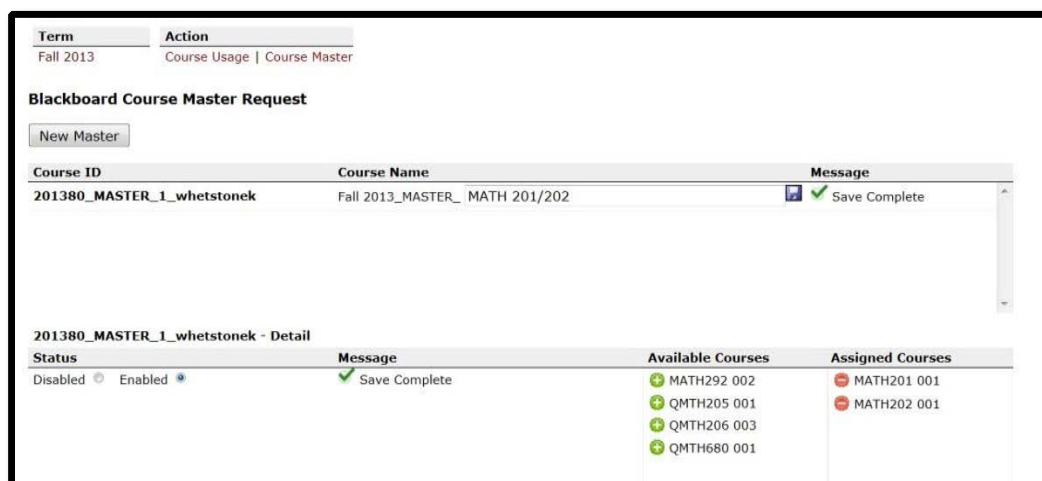 Term Action
Fall 2013 Course Usage | Course Master
Blackboard Course Master Request
New Master
Course ID Course Name Message
201380_MASTER_1_whetstonek Fall 2013_MASTER_ MATH 201/202 Save Complete
201380_MASTER_1_whetstonek - Detail
Status Message Available Courses Assigned Courses
Disabled Enabled Save Complete MATH292 002 MATH201 001
QMTH205 001 MATH202 001
QMTH206 003
QMTH680 001